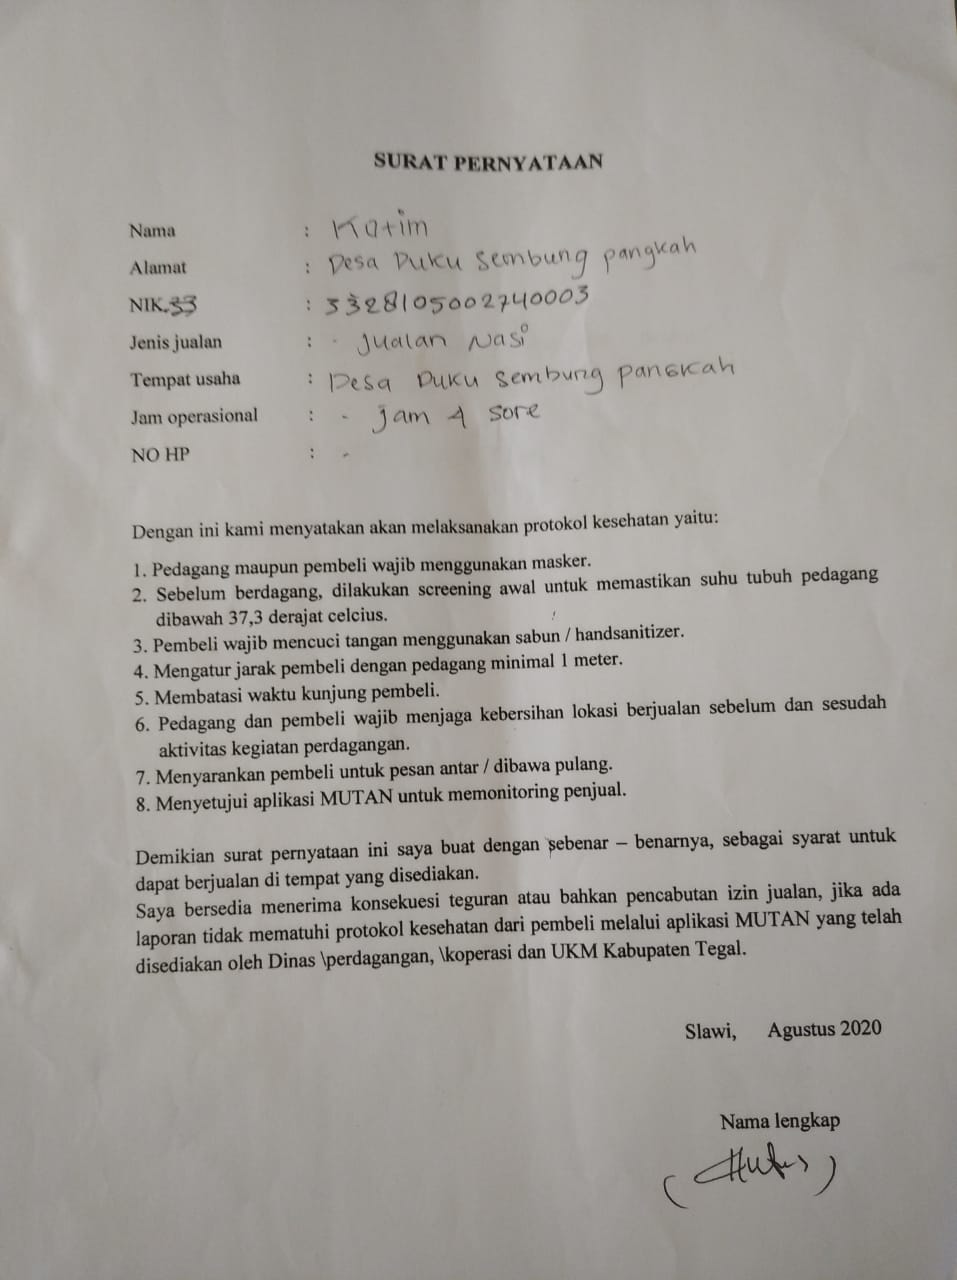 SURAT PERNYATAAN
Nama : Katim
Alamat : Desa Duku Sembung pangkah
NIK.33 : 3328105002740003
Jenis jualan : - Jualan Nasi
Tempat usaha : Desa Duku Sembung Pangkah
Jam operasional : - Jam 4 Sore
NO HP : -
Dengan ini kami menyatakan akan melaksanakan protokol kesehatan yaitu:
1. Pedagang maupun pembeli wajib menggunakan masker.
2. Sebelum berdagang, dilakukan screening awal untuk memastikan suhu tubuh pedagang
dibawah 37,3 derajat celcius.
3. Pembeli wajib mencuci tangan menggunakan sabun / handsanitizer.
4. Mengatur jarak pembeli dengan pedagang minimal 1 meter.
5. Membatasi waktu kunjung pembeli.
6. Pedagang dan pembeli wajib menjaga kebersihan lokasi berjualan sebelum dan sesudah
aktivitas kegiatan perdagangan.
7. Menyarankan pembeli untuk pesan antar / dibawa pulang.
8. Menyetujui aplikasi MUTAN untuk memonitoring penjual.
Demikian surat pernyataan ini saya buat dengan sebenar – benarnya, sebagai syarat untuk
dapat berjualan di tempat yang disediakan.
Saya bersedia menerima konsekuesi teguran atau bahkan pencabutan izin jualan, jika ada
laporan tidak mematuhi protokol kesehatan dari pembeli melalui aplikasi MUTAN yang telah
disediakan oleh Dinas \perdagangan, \koperasi dan UKM Kabupaten Tegal.
Slawi, Agustus 2020
Nama lengkap